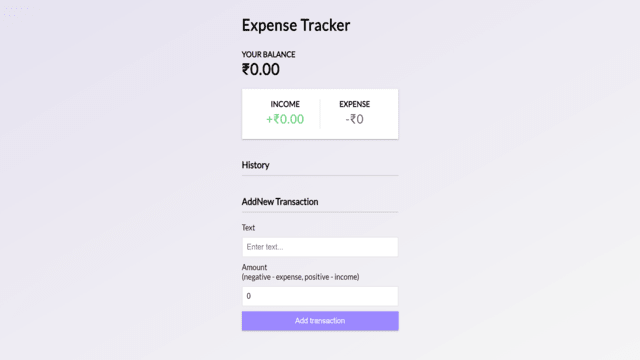 Expense Tracker
YOUR BALANCE
₹0.00
INCOME
EXPENSE
+₹0.00
-₹0
History
AddNew Transaction
Text
Enter text...
Amount
(negative - expense, positive - income)
0
Add transaction